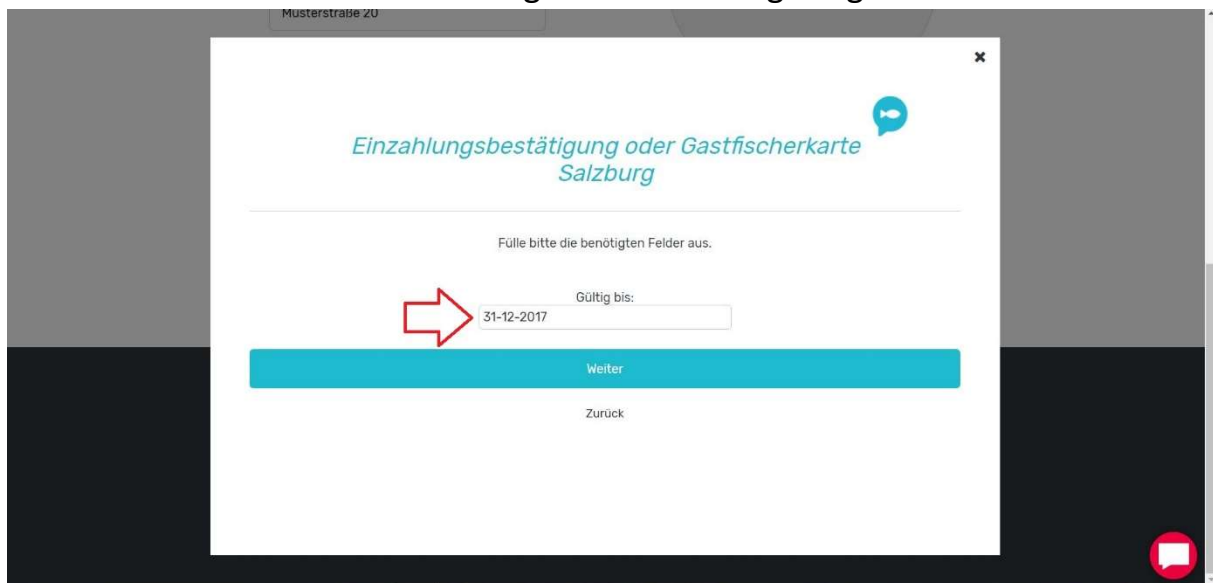 Musterstraße 20
Einzahlungsbestätigung oder Gastfischerkarte
Salzburg
Fülle bitte die benötigten Felder aus.
Gültig bis:
31-12-2017
Weiter
Zurück